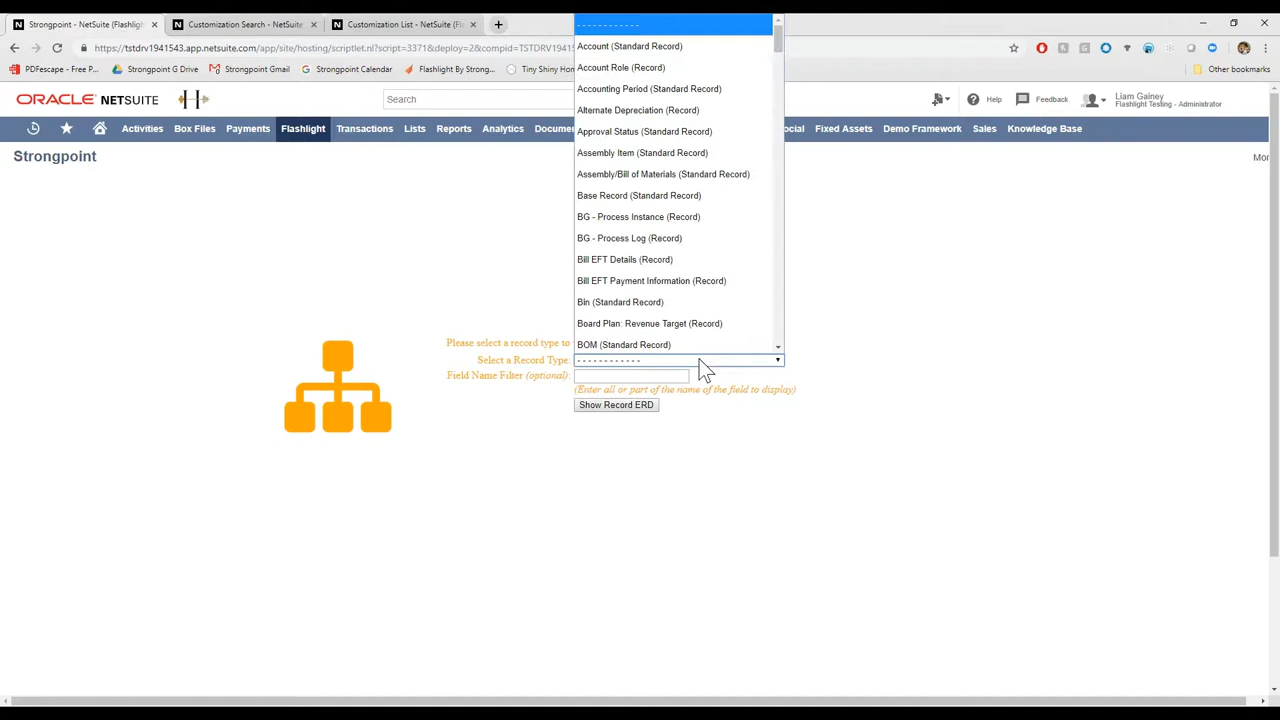 Strongpoint - NetSuite (Flashlight
Customization Search - NetSuite
Customization List - NetSuite (F
https://tstdrv1941543.app.netsuite.com/app/site/hosting/scriptlet.nl?script=3371&deploy=2&compid=TSTDRV1941
PDFescape - Free P...
Strongpoint G Drive
Strongpoint Gmail
Strongpoint Calendar
Flashlight By Strong...
Tiny Shiny Hom
Other bookmarks
ORACLE NETSUITE
Search
Help
Feedback
Liam Gainey
Flashlight Testing - Administrator
Activities
Box Files
Payments
Flashlight
Transactions
Lists
Reports
Analytics
Docume
ocial
Fixed Assets
Demo Framework
Sales
Knowledge Base
Strongpoint
Mor
- - - - - - - - - - - -
Account (Standard Record)
Account Role (Record)
Accounting Period (Standard Record)
Alternate Depreciation (Record)
Approval Status (Standard Record)
Assembly Item (Standard Record)
Assembly/Bill of Materials (Standard Record)
Base Record (Standard Record)
BG - Process Instance (Record)
BG - Process Log (Record)
Bill EFT Details (Record)
Bill EFT Payment Information (Record)
Bin (Standard Record)
Board Plan: Revenue Target (Record)
BOM (Standard Record)
Please select a record type to
Select a Record Type: - - - - - - - - - - - -
Field Name Filter (optional):
(Enter all or part of the name of the field to display)
Show Record ERD